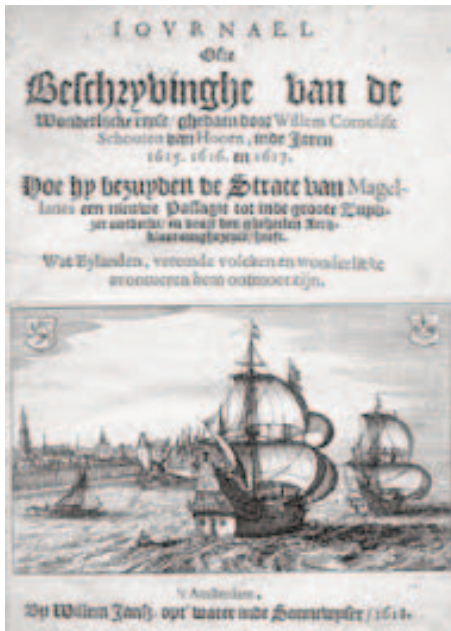 IOVRNAEL
Ofte
Beschryvinghe van de
Wonderlijcke reyse, ghedaen door Willem Cornelisz
Schouten van Hoorn, inde Jaren
1615. 1616. en 1617.
Hoe hy bezuyden de Strate van Magel-
lanes een nieuwe Passagie tot inde groote Zuyd-
zee ontdeckt, en voort den gheheelen Aerd-
kloot omgheseylt heeft.
Wat Eylanden, vreemde volcken en wonderlijcke
avontueren hem ontmoet zijn.
't Amsterdam,
By Willem Jansz. opt water inde Sonnewyser, 1618.